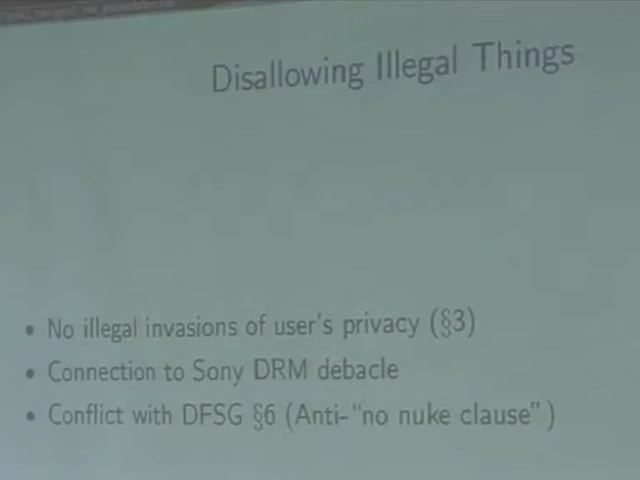 Disallowing Illegal Things
• No illegal invasions of user's privacy (§3)
• Connection to Sony DRM debacle
• Conflict with DFSG §6 (Anti-“no nuke clause”)